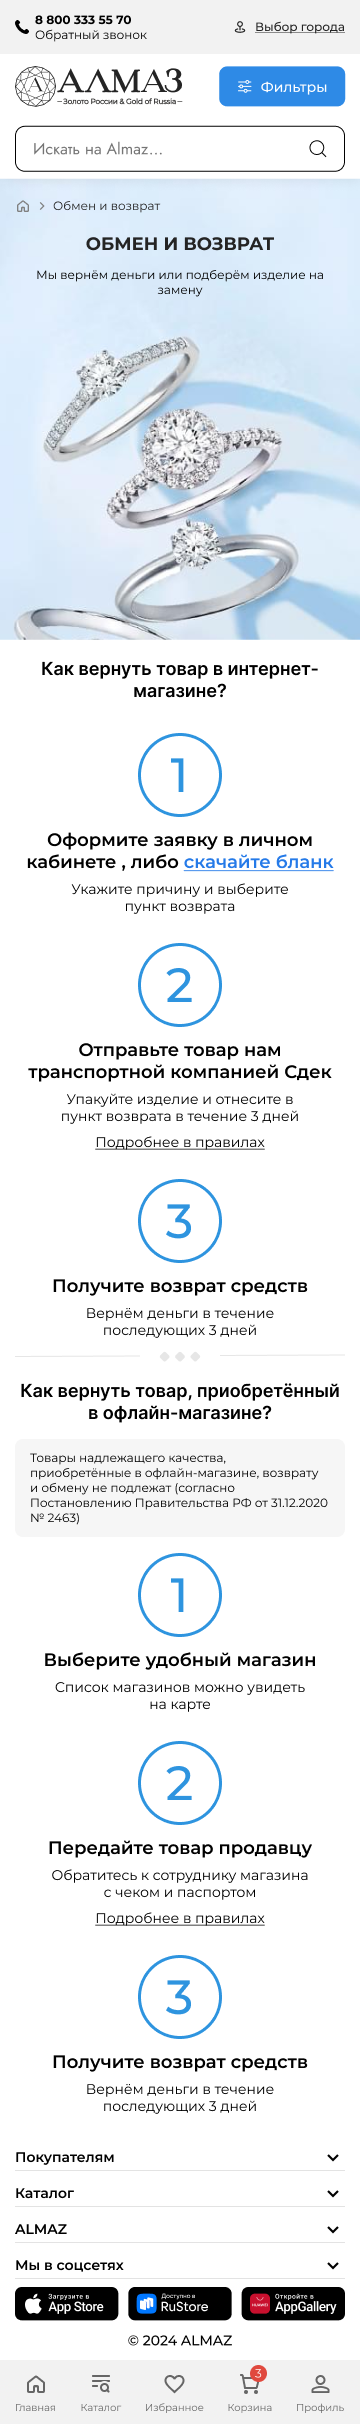 8 800 333 55 70
Обратный звонок
Выбор города
АЛМАЗ
Золото России & Gold of Russia
Фильтры
Искать на Almaz...
Обмен и возврат
ОБМЕН И ВОЗВРАТ
Мы вернём деньги или подберём изделие на
замену
Как вернуть товар в интернет-
магазине?
1
Оформите заявку в личном
кабинете , либо скачайте бланк
Укажите причину и выберите
пункт возврата
2
Отправьте товар нам
транспортной компанией Сдек
Упакуйте изделие и отнесите в
пункт возврата в течение 3 дней
Подробнее в правилах
3
Получите возврат средств
Вернём деньги в течение
последующих 3 дней
Как вернуть товар, приобретённый
в офлайн-магазине?
Товары надлежащего качества,
приобретённые в офлайн-магазине, возврату
и обмену не подлежат (согласно
Постановлению Правительства РФ от 31.12.2020
№ 2463)
1
Выберите удобный магазин
Список магазинов можно увидеть
на карте
2
Передайте товар продавцу
Обратитесь к сотруднику магазина
с чеком и паспортом
Подробнее в правилах
3
Получите возврат средств
Вернём деньги в течение
последующих 3 дней
Покупателям
Каталог
ALMAZ
Мы в соцсетях
Загрузите в
App Store
Доступно в
RuStore
Откройте в
AppGallery
© 2024 ALMAZ
3
Главная
Каталог
Избранное
Корзина
Профиль